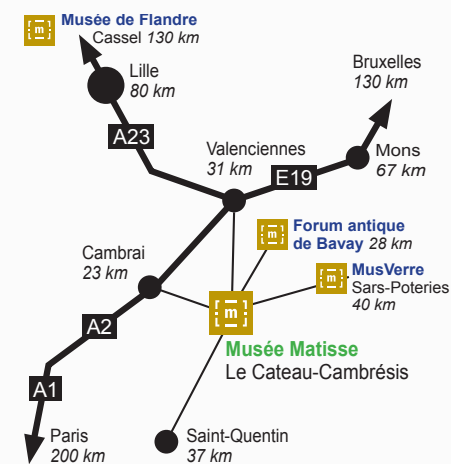 m
Musée de Flandre
Cassel 130 km
Lille
80 km
Bruxelles
130 km
A23
Valenciennes
31 km
E19
Mons
67 km
m
Forum antique
de Bavay 28 km
Cambrai
23 km
m
MusVerre
Sars-Poteries
40 km
m
A2
Musée Matisse
Le Cateau-Cambrésis
A1
Paris
200 km
Saint-Quentin
37 km